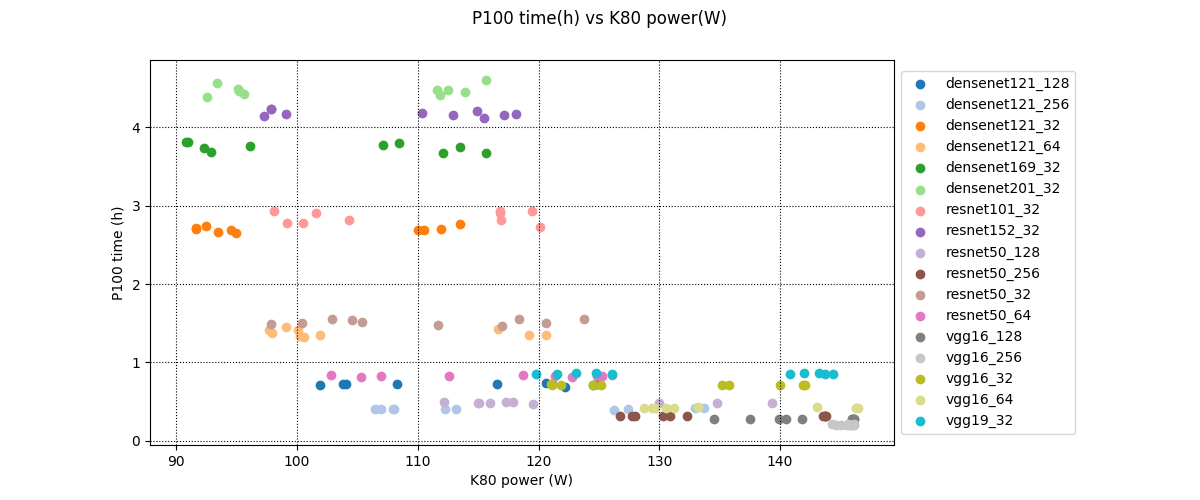 P100 time(h) vs K80 power(W)
P100 time (h)
4
3
2
1
0
90 100 110 120 130 140
K80 power (W)
densenet121_128
densenet121_256
densenet121_32
densenet121_64
densenet169_32
densenet201_32
resnet101_32
resnet152_32
resnet50_128
resnet50_256
resnet50_32
resnet50_64
vgg16_128
vgg16_256
vgg16_32
vgg16_64
vgg19_32